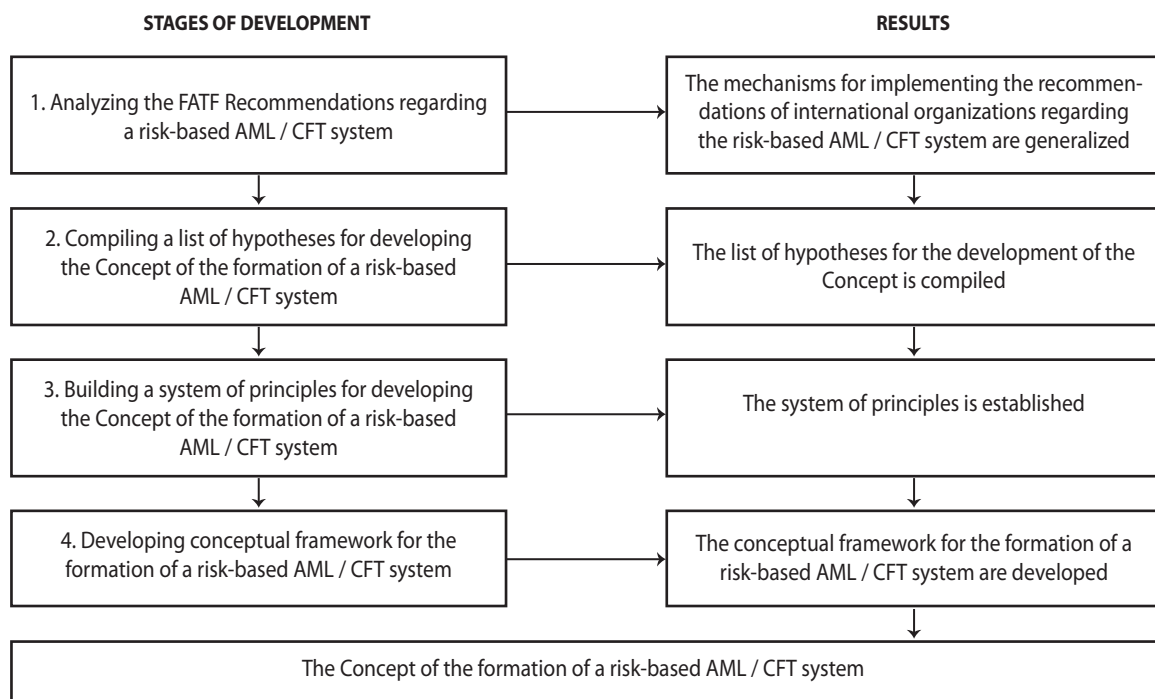 STAGES OF DEVELOPMENT
RESULTS
1. Analyzing the FATF Recommendations regarding
a risk-based AML / CFT system
The mechanisms for implementing the recommen-
dations of international organizations regarding
the risk-based AML / CFT system are generalized
2. Compiling a list of hypotheses for developing
the Concept of the formation of a risk-based
AML / CFT system
The list of hypotheses for the development of the
Concept is compiled
3. Building a system of principles for developing
the Concept of the formation of a risk-based
AML / CFT system
The system of principles is established
4. Developing conceptual framework for the
formation of a risk-based AML / CFT system
The conceptual framework for the formation of a
risk-based AML / CFT system are developed
The Concept of the formation of a risk-based AML / CFT system